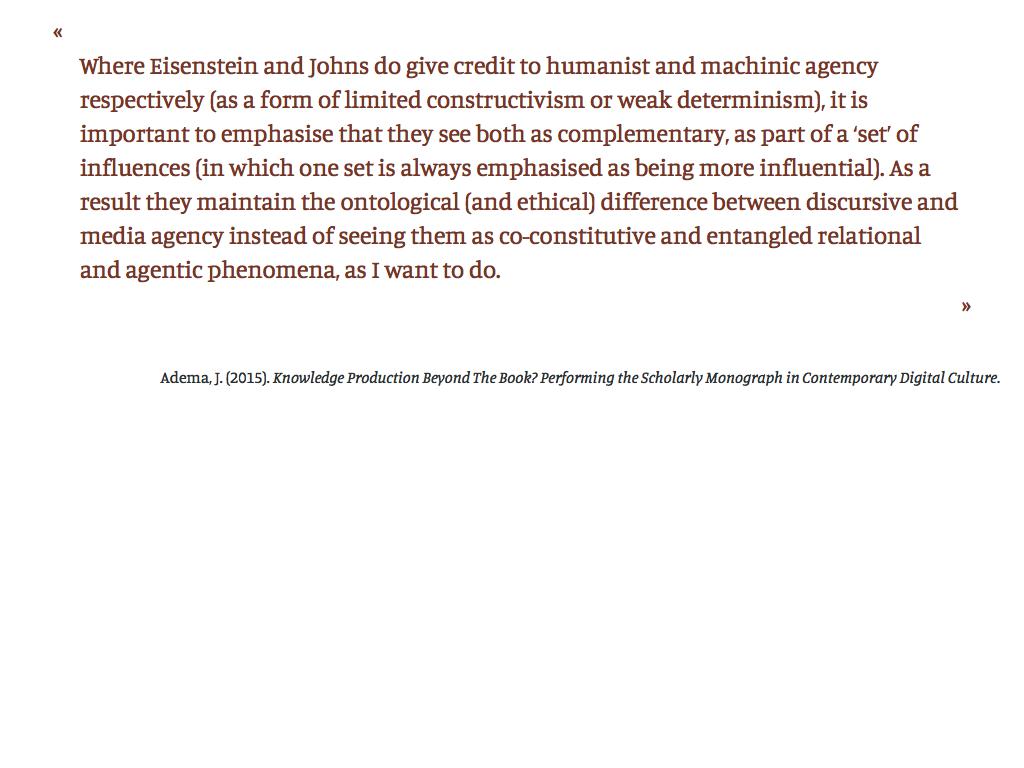 «
Where Eisenstein and Johns do give credit to humanist and machinic agency
respectively (as a form of limited constructivism or weak determinism), it is
important to emphasise that they see both as complementary, as part of a ‘set’ of
influences (in which one set is always emphasised as being more influential). As a
result they maintain the ontological (and ethical) difference between discursive and
media agency instead of seeing them as co-constitutive and entangled relational
and agentic phenomena, as I want to do.
»
Adema, J. (2015). Knowledge Production Beyond The Book? Performing the Scholarly Monograph in Contemporary Digital Culture.